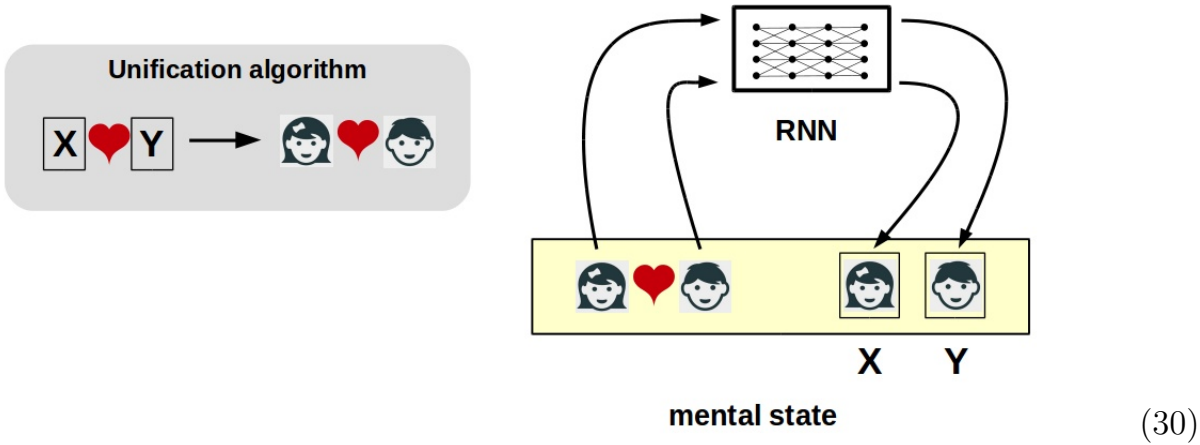 Unification algorithm
X Y
RNN
X Y
mental state
(30)